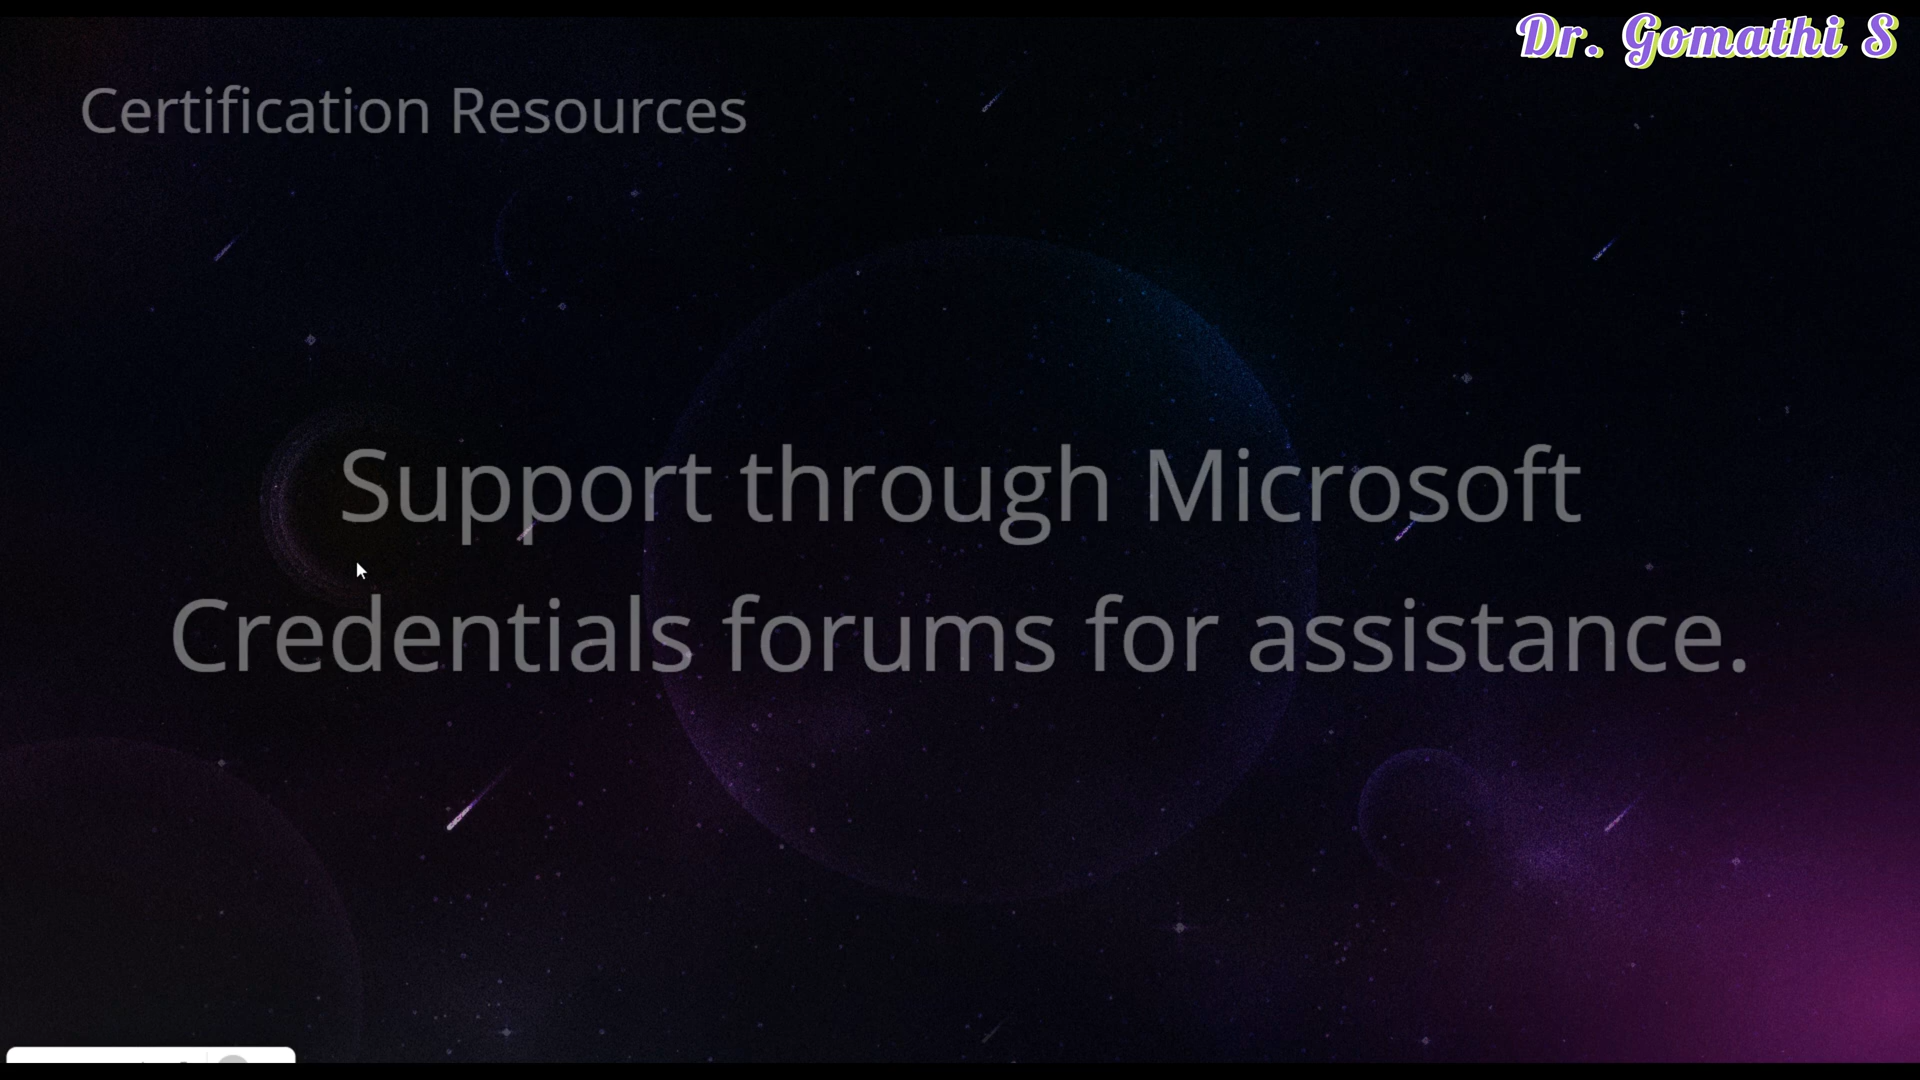 Dr. Gomathi S
Certification Resources
Support through Microsoft
Credentials forums for assistance.